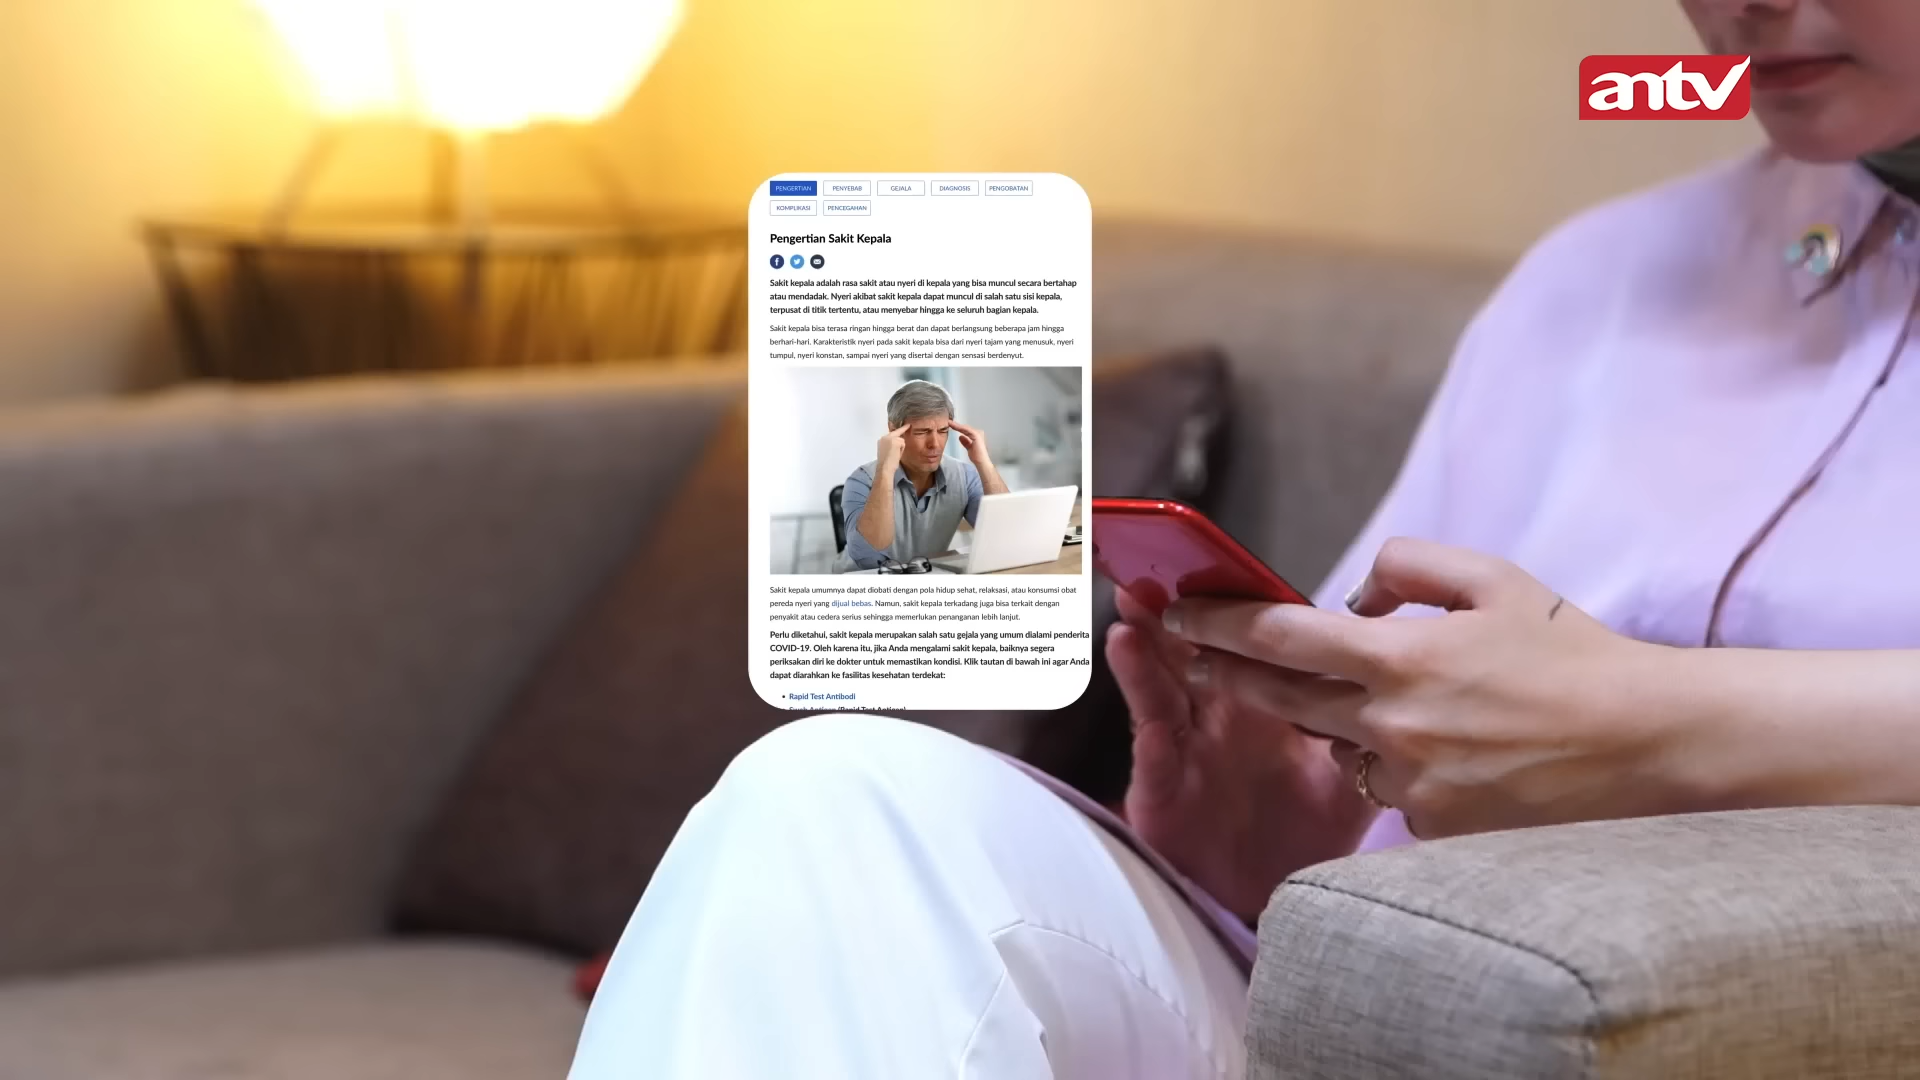 antv
PENGERTIAN PENYEBAB GEJALA DIAGNOSIS PENGOBATAN
KOMPLIKASI PENCEGAHAN
Pengertian Sakit Kepala
Sakit kepala adalah rasa sakit atau nyeri di kepala yang bisa muncul secara bertahap
atau mendadak. Nyeri akibat sakit kepala dapat muncul di salah satu sisi kepala,
terpusat di titik tertentu, atau menyebar hingga ke seluruh bagian kepala.
Sakit kepala bisa terasa ringan hingga berat dan dapat berlangsung beberapa jam hingga
berhari-hari. Karakteristik nyeri pada sakit kepala bisa dari nyeri tajam yang menusuk, nyeri
tumpul, nyeri konstan, sampai nyeri yang disertai dengan sensasi berdenyut.
Sakit kepala umumnya dapat diobati dengan pola hidup sehat, relaksasi, atau konsumsi obat
pereda nyeri yang dijual bebas. Namun, sakit kepala terkadang juga bisa terkait dengan
penyakit atau cedera serius sehingga memerlukan penanganan lebih lanjut.
Perlu diketahui, sakit kepala merupakan salah satu gejala yang umum dialami penderita
COVID-19. Oleh karena itu, jika Anda mengalami sakit kepala, baiknya segera
periksakan diri ke dokter untuk memastikan kondisi. Klik tautan di bawah ini agar Anda
dapat diarahkan ke fasilitas kesehatan terdekat:
• Rapid Test Antibodi
(Rapid Test Antigen)